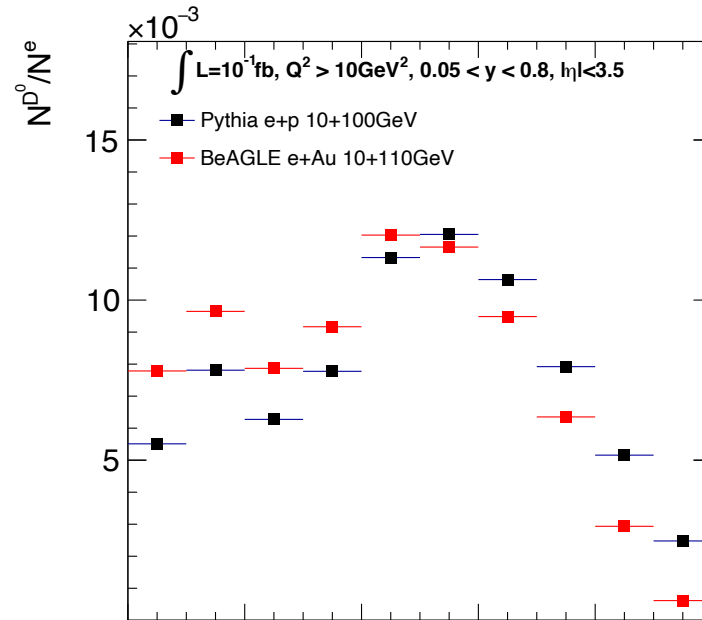 ×10⁻³
N^{D^0}/N^e
∫ L=10⁻¹fb, Q² > 10GeV², 0.05 < y < 0.8, |η|<3.5
Pythia e+p 10+100GeV
BeAGLE e+Au 10+110GeV
15
10
5